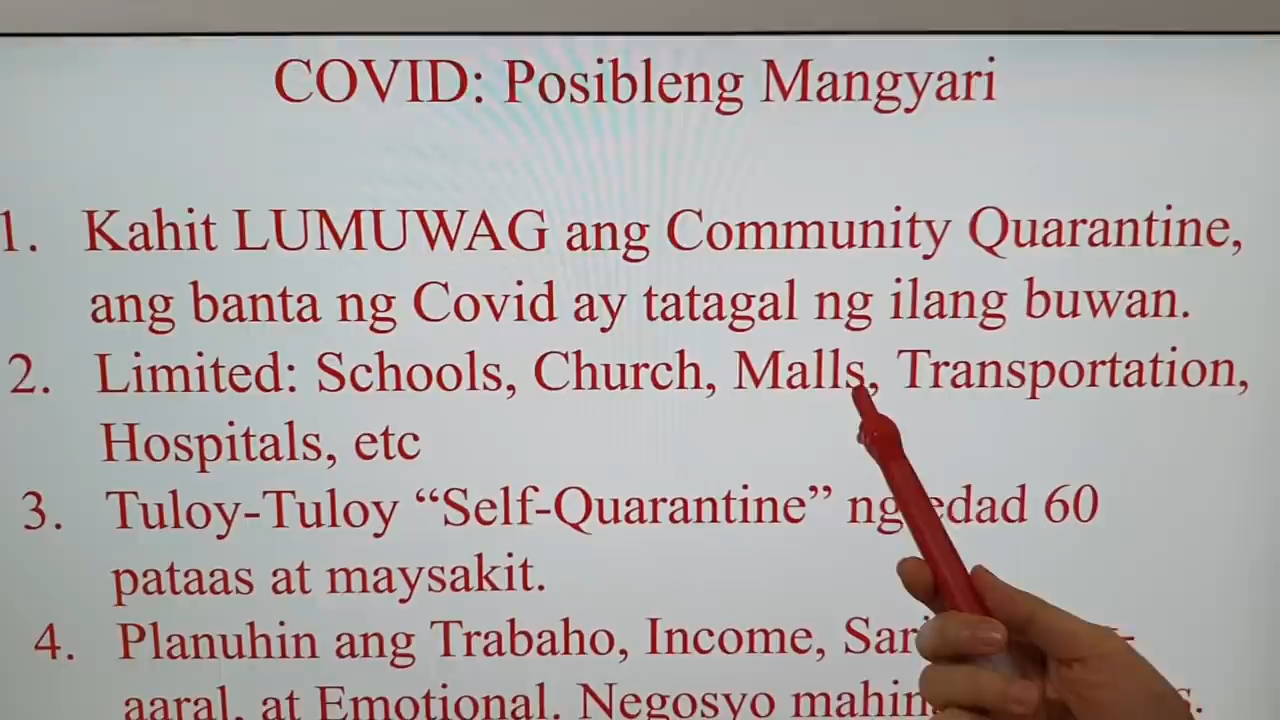 COVID: Posibleng Mangyari
1. Kahit LUMUWAG ang Community Quarantine,
ang banta ng Covid ay tatagal ng ilang buwan.
2. Limited: Schools, Church, Malls, Transportation,
Hospitals, etc
3. Tuloy-Tuloy “Self-Quarantine” ng edad 60
pataas at maysakit.
4. Planuhin ang Trabaho, Income,
aaral, at Emotional. Negosyo